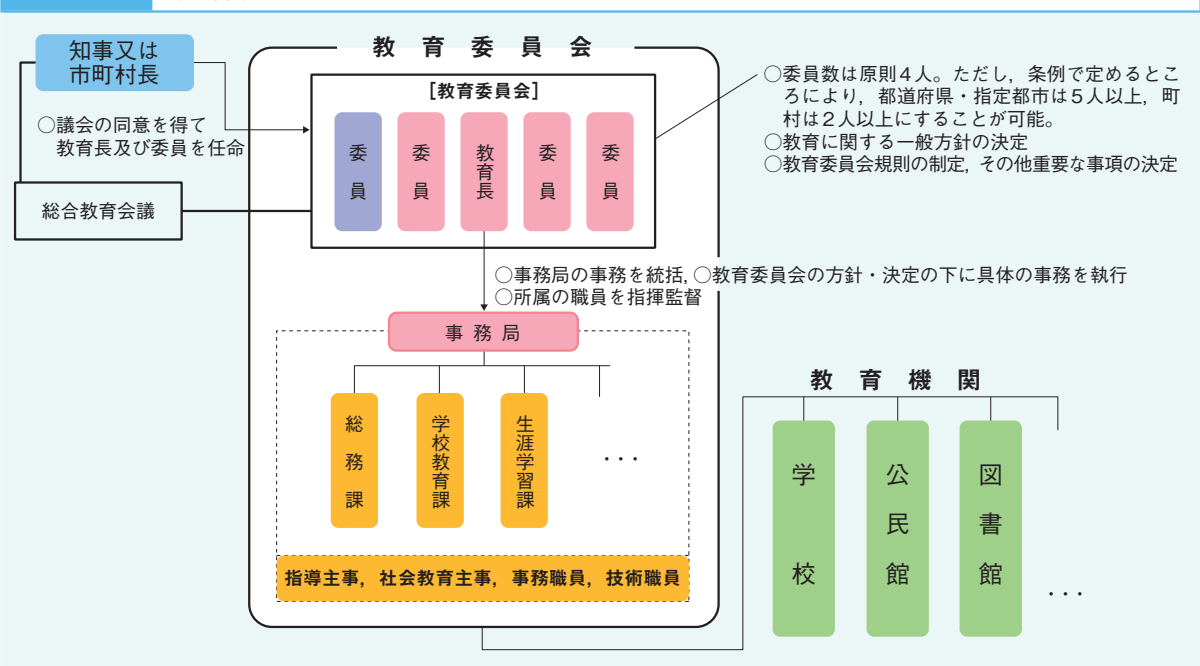 教育委員会
知事又は
市町村長
○議会の同意を得て
教育長及び委員を任命
総合教育会議
[教育委員会]
委員
委員
教育長
委員
委員
○委員数は原則4人。ただし，条例で定めるとこ
ろにより，都道府県・指定都市は5人以上，町
村は2人以上にすることが可能。
○教育に関する一般方針の決定
○教育委員会規則の制定，その他重要な事項の決定
○事務局の事務を統括，○教育委員会の方針・決定の下に具体の事務を執行
○所属の職員を指揮監督
事務局
総務課
学校教育課
生涯学習課
・・・
指導主事，社会教育主事，事務職員，技術職員
教育機関
学校
公民館
図書館
・・・